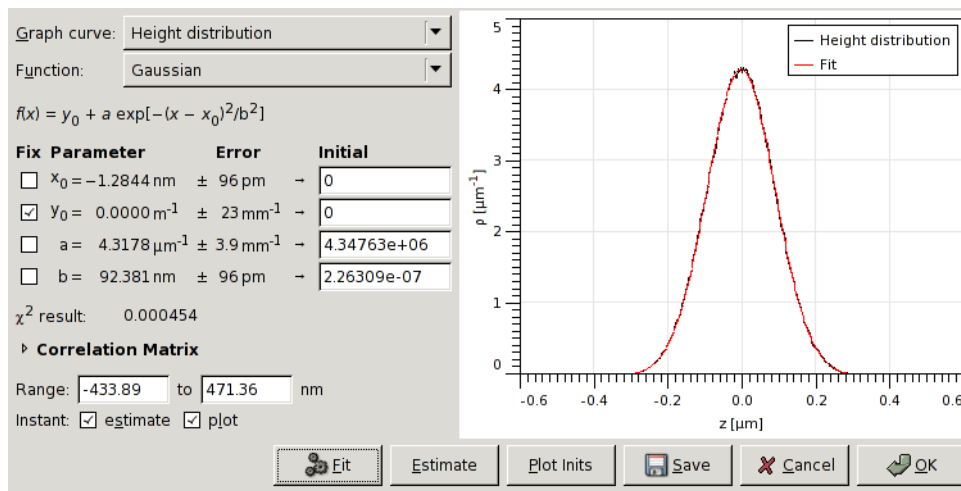 Graph curve: Height distribution
Function: Gaussian
f(x) = y₀ + a exp[−(x − x₀)²/b²]
Fix Parameter Error Initial
x₀ = −1.2844 nm ± 96 pm → 0
y₀ = 0.0000 m⁻¹ ± 23 mm⁻¹ → 0
a = 4.3178 µm⁻¹ ± 3.9 mm⁻¹ → 4.34763e+06
b = 92.381 nm ± 96 pm → 2.26309e-07
χ² result: 0.000454
Correlation Matrix
Range: -433.89 to 471.36 nm
Instant: estimate plot
Height distribution
Fit
5
4
3
2
1
0
ρ [µm⁻¹]
-0.6 -0.4 -0.2 0.0 0.2 0.4 0.6
z [µm]
Fit Estimate Plot Inits Save Cancel OK